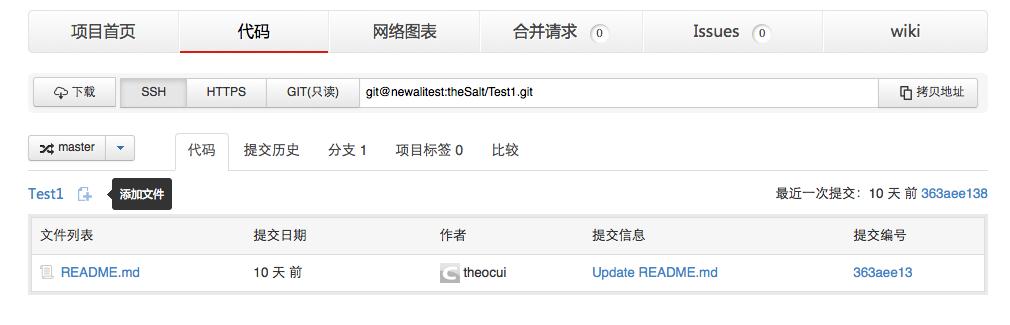 项目首页 代码 网络图表 合并请求 0 Issues 0 wiki
下载 SSH HTTPS GIT(只读) git@newalitest:theSalt/Test1.git 拷贝地址
master 代码 提交历史 分支 1 项目标签 0 比较
Test1 添加文件 最近一次提交：10 天 前 363aee138
文件列表 提交日期 作者 提交信息 提交编号
README.md 10 天 前 theocui Update README.md 363aee13